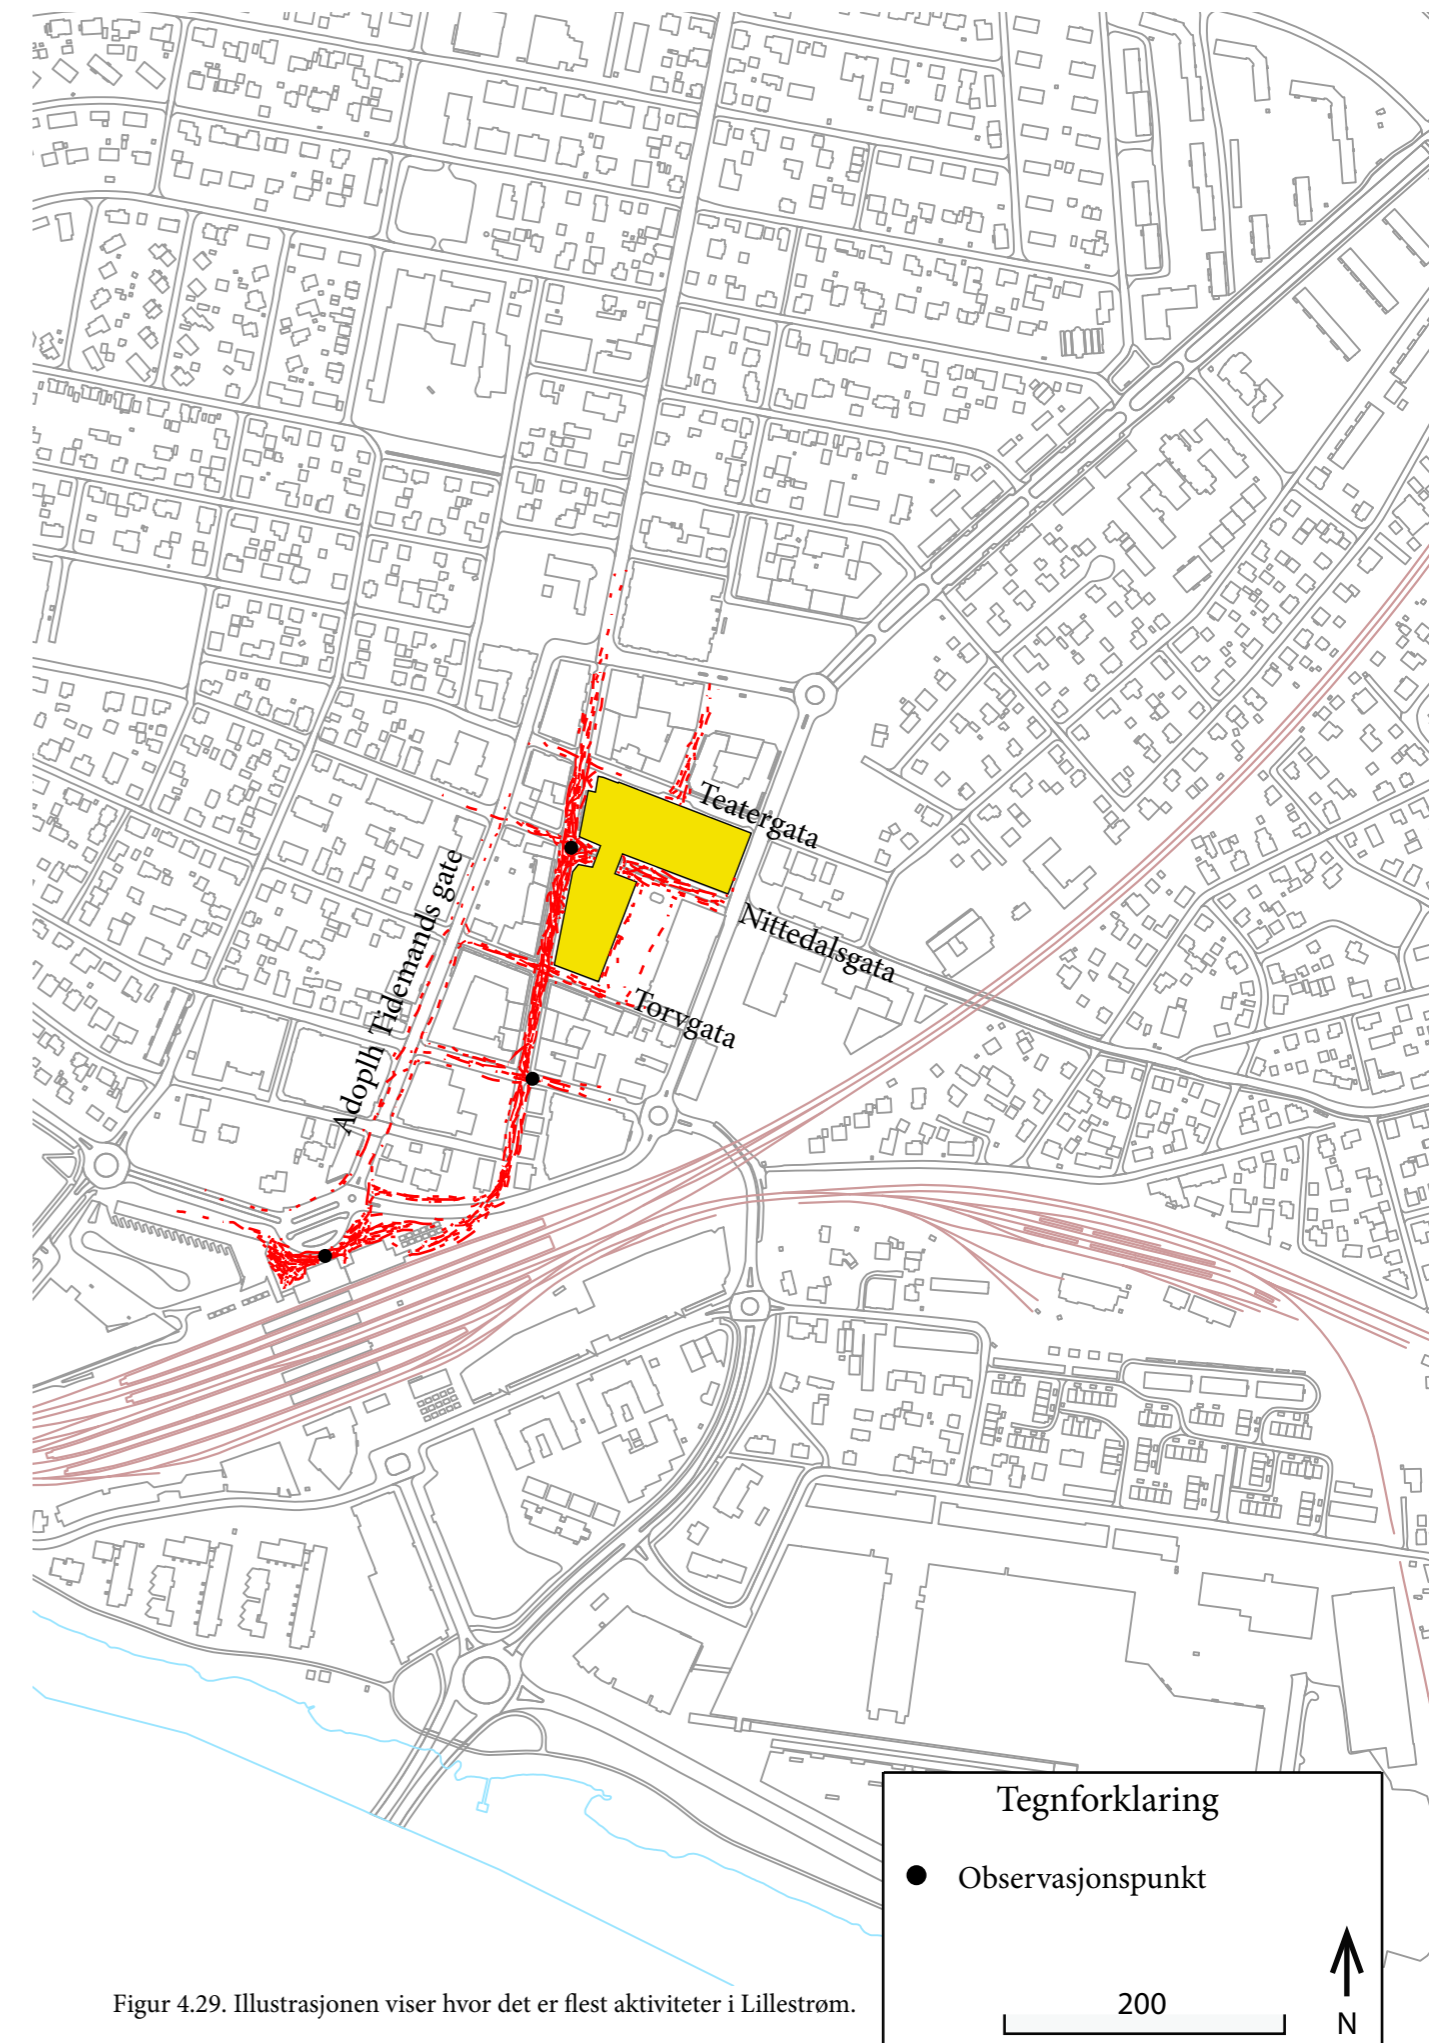 Teatergata
Adoplh Tidemands gate
Nittedalsgata
Torvgata
Tegnforklaring
Observasjonspunkt
200
N
Figur 4.29. Illustrasjonen viser hvor det er flest aktiviteter i Lillestrøm.